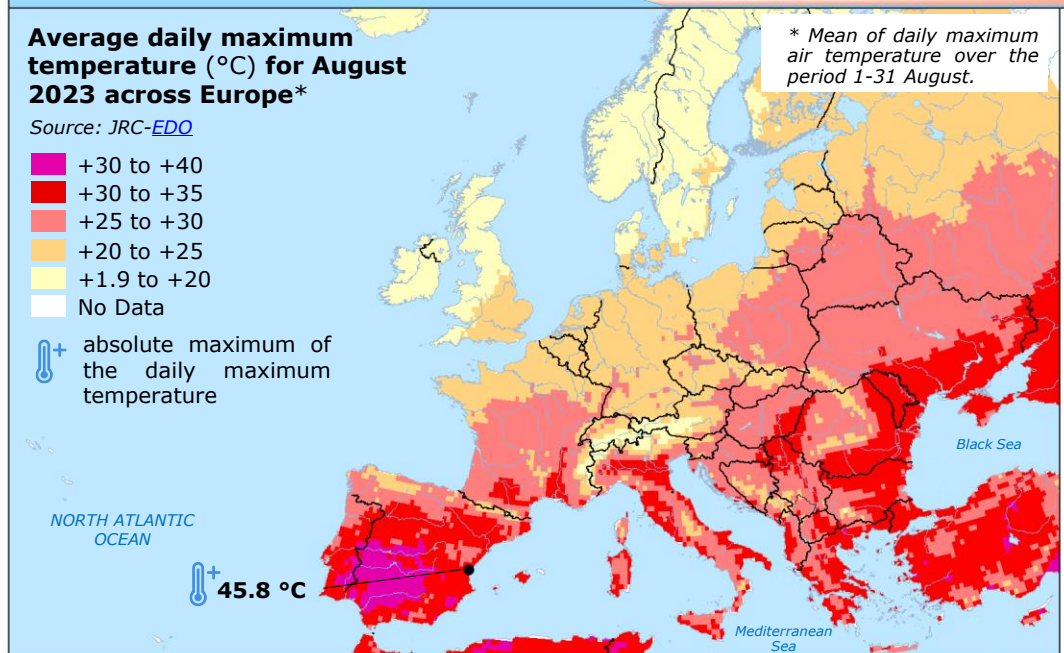 Average daily maximum
temperature (°C) for August
2023 across Europe*
Source: JRC-EDO
+30 to +40
+30 to +35
+25 to +30
+20 to +25
+1.9 to +20
No Data
+ absolute maximum of
the daily maximum
temperature
* Mean of daily maximum
air temperature over the
period 1-31 August.
Black Sea
NORTH ATLANTIC
OCEAN
+ 45.8 °C
Mediterranean
Sea